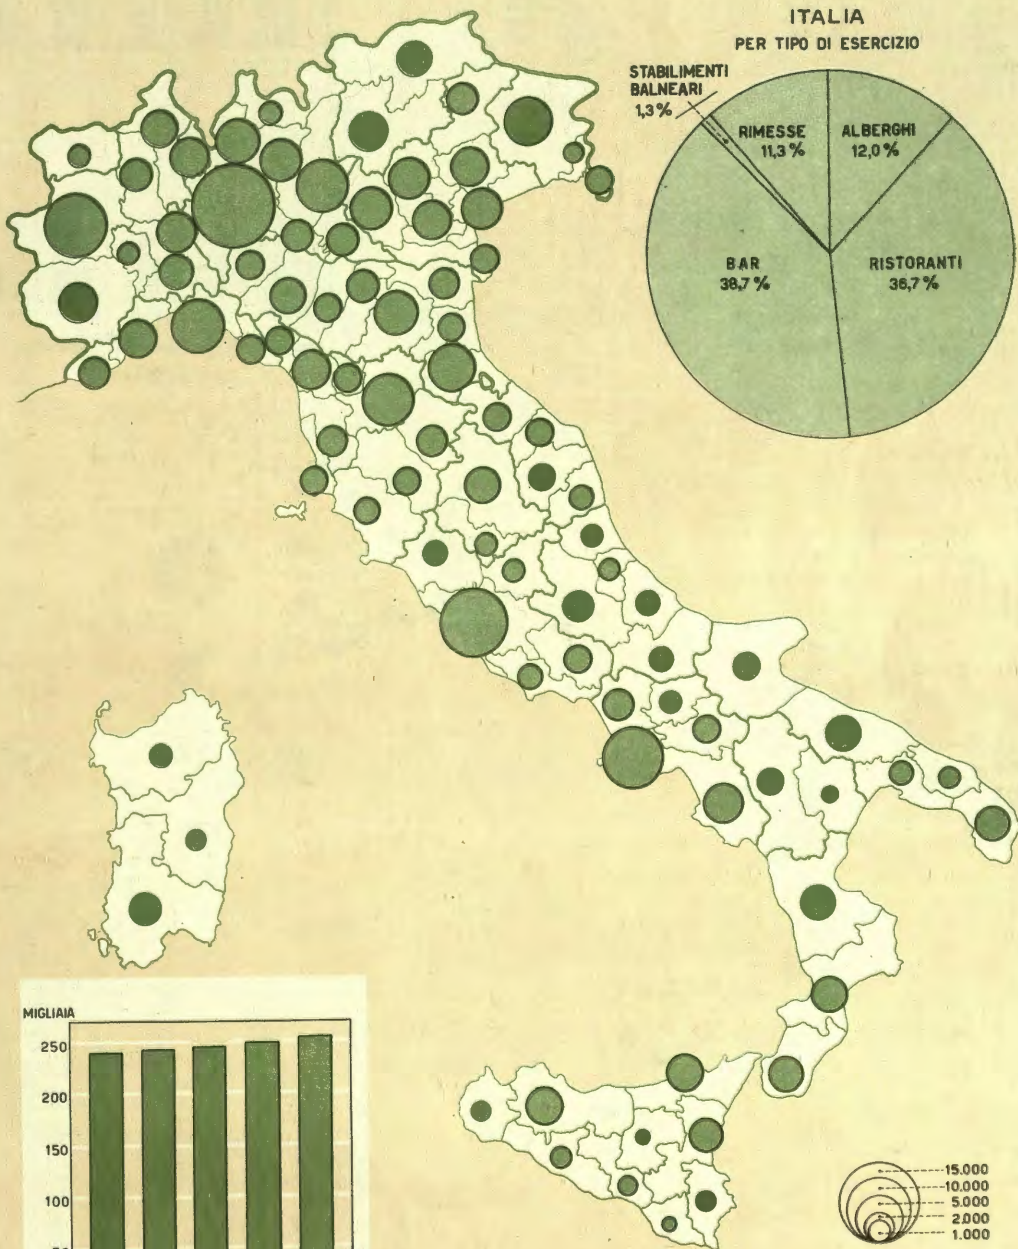 ITALIA
PER TIPO DI ESERCIZIO
STABILIMENTI
BALNEARI
1,3 %
RIMESSE
11,3 %
ALBERGHI
12,0 %
BAR
38,7 %
RISTORANTI
36,7 %
MIGLIAIA
250
200
150
100
15.000
10.000
5.000
2.000
1.000